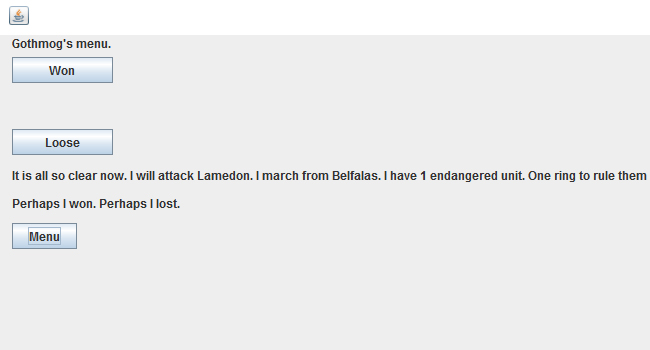 Gothmog's menu.
Won
Loose
It is all so clear now. I will attack Lamedon. I march from Belfalas. I have 1 endangered unit. One ring to rule them
Perhaps I won. Perhaps I lost.
Menu